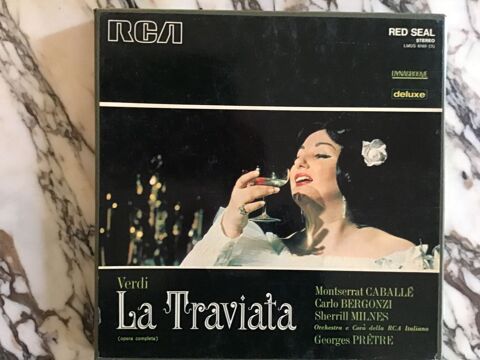 RCA
RED SEAL
STEREO
DYNAGROOVE
deluxe
Verdi
La Traviata
(opera completa)
Montserrat CABALLÉ
Carlo BERGONZI
Sherrill MILNES
Orchestra e Coro della RCA Italiana
Georges PRÊTRE